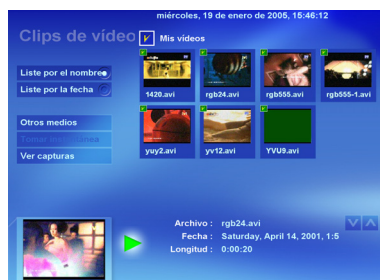 miércoles, 19 de enero de 2005, 15:46:12
Clips de vídeo
Mis vídeos
Liste por el nombre
Liste por la fecha
1420.avi
rgb24.avi
rgb555.avi
rgb555-1.avi
Otros medios
Tomar instantánea
Ver capturas
yuy2.avi
yv12.avi
YVU9.avi
Archivo : rgb24.avi
Fecha : Saturday, April 14, 2001, 1:5
Longitud : 0:00:20